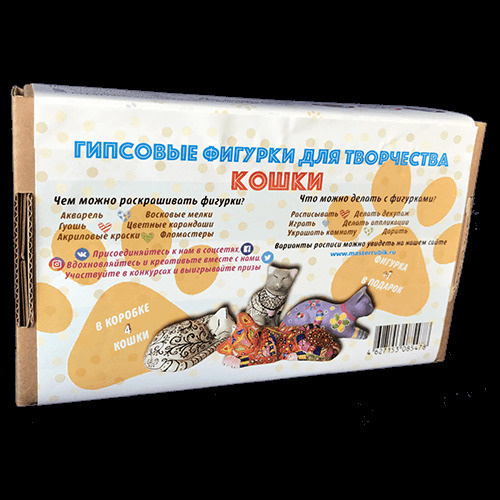 ГИПСОВЫЕ ФИГУРКИ ДЛЯ ТВОРЧЕСТВА
КОШКИ
Чем можно раскрашивать фигурки?
Акварель Восковые мелки
Гуашь Цветные карандаши
Акриловые краски Фломастеры
Что можно делать с фигурками?
Расписывать Делать декупаж
Играть Делать аппликации
Украшать комнату Дарить
Варианты росписи можно увидеть на нашем сайте
www.masterrubik.ru
Присоединяйтесь к нам в соцсетях.
Вдохновляйтесь и креативьте вместе с нами.
Участвуйте в конкурсах и выигрывайте призы
В КОРОБКЕ
4
КОШКИ
ФИГУРКА
В ПОДАРОК
4 627153 085478